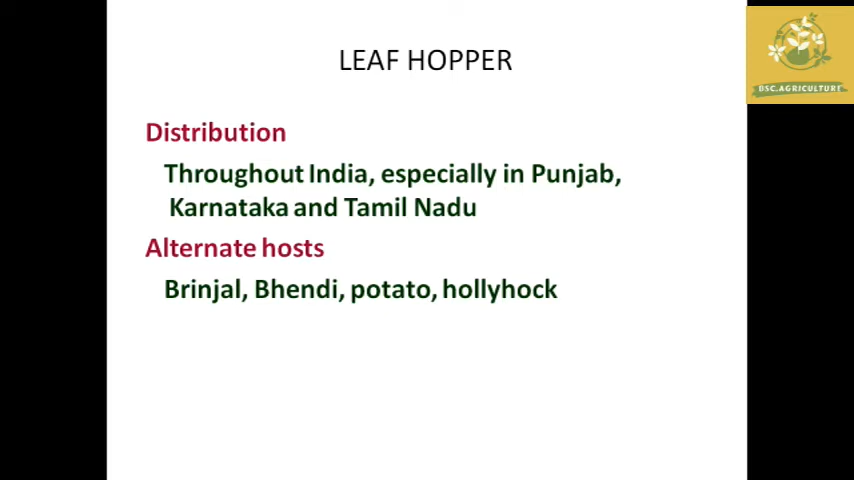 LEAF HOPPER
BSC.AGRICULTURE
Distribution
Throughout India, especially in Punjab,
Karnataka and Tamil Nadu
Alternate hosts
Brinjal, Bhendi, potato, hollyhock